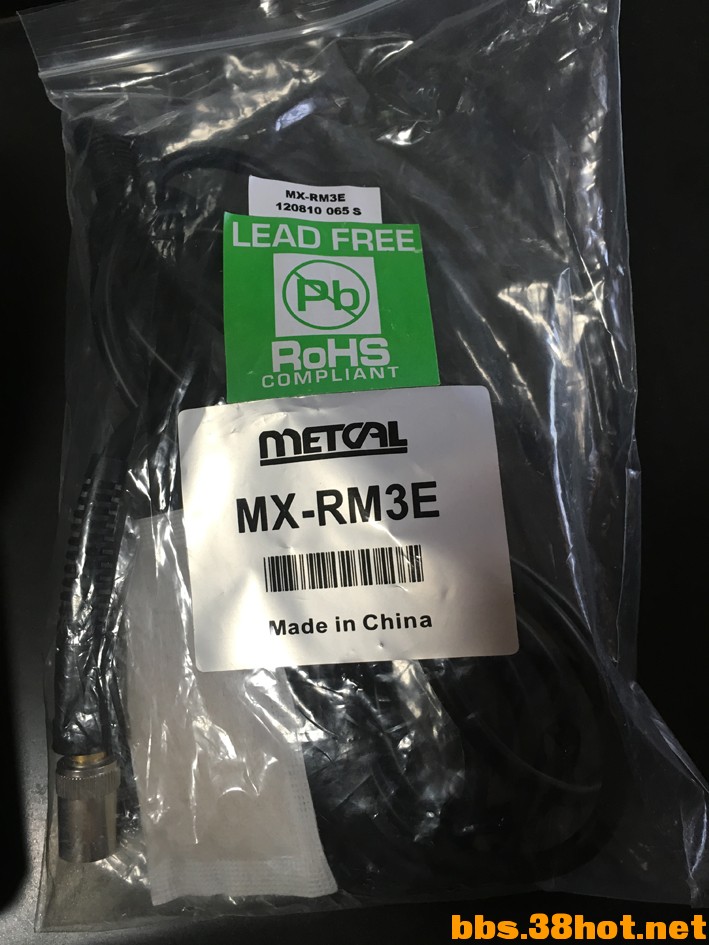 MX-RM3E
120810 065 S
LEAD FREE
Pb
RoHS
COMPLIANT
METCAL
MX-RM3E
Made in China
bbs.38hot.net